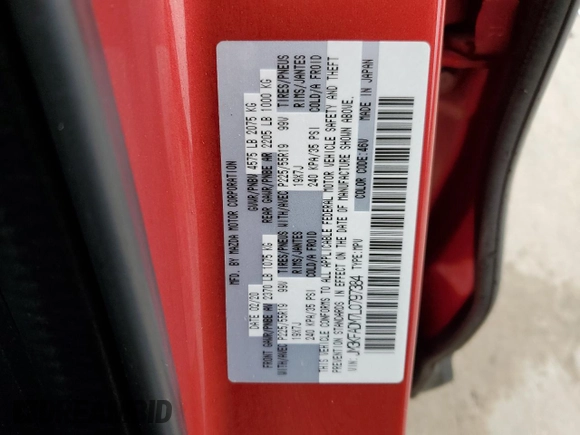 MFD. BY MAZDA MOTOR CORPORATION
DATE 02/20 GVWR/PNBV 4575 LB 2075 KG
FRONT GAWR/PNBE AV 2370 LB 1075 KG REAR GAWR/PNBE AR 2205 LB 1000 KG
WITH/AVEC P225/55R19 99V TIRES/PNEUS WITH/AVEC P225/55R19 99V TIRES/PNEUS
19X7J RIMS/JANTES 19X7J RIMS/JANTES
240 KPA/35 PSI COLD/A FROID 240 KPA/35 PSI COLD/A FROID
THIS VEHICLE CONFORMS TO ALL APPLICABLE FEDERAL MOTOR VEHICLE SAFETY AND THEFT
PREVENTION STANDARDS IN EFFECT ON THE DATE OF MANUFACTURE SHOWN ABOVE.
VIN: JM3KFADM7L0797384 TYPE:MPV COLOR CODE:46V MADE IN JAPAN